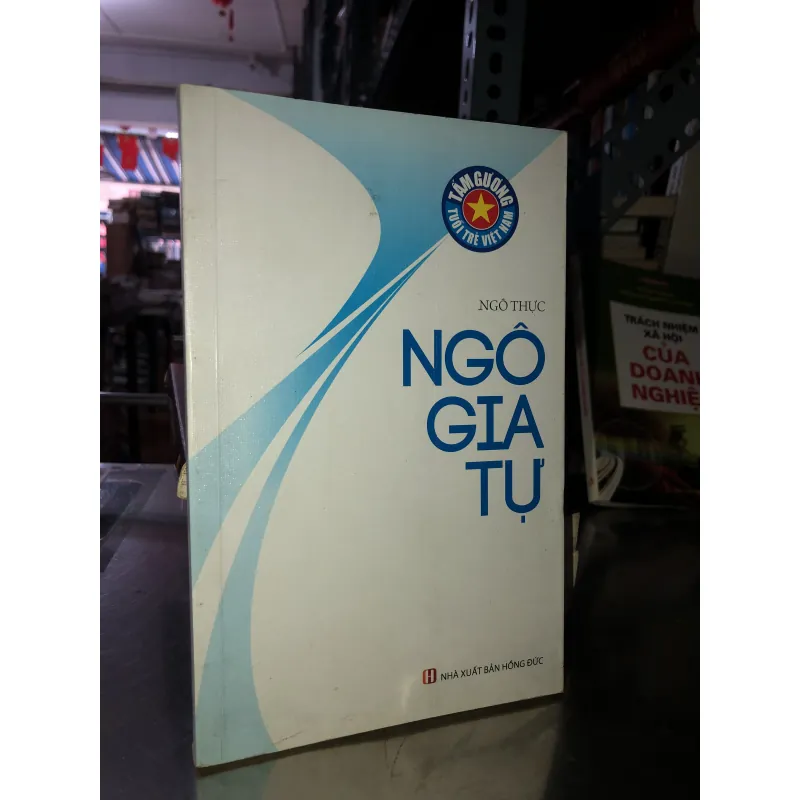 TẤM GƯƠNG
TUỔI TRẺ VIỆT NAM
NGÔ THỰC
NGÔ
GIA
TỰ
H NHÀ XUẤT BẢN HỒNG ĐỨC
TRÁCH NHIỆM
XÃ HỘI
CỦA
DOANH
NGHIỆ